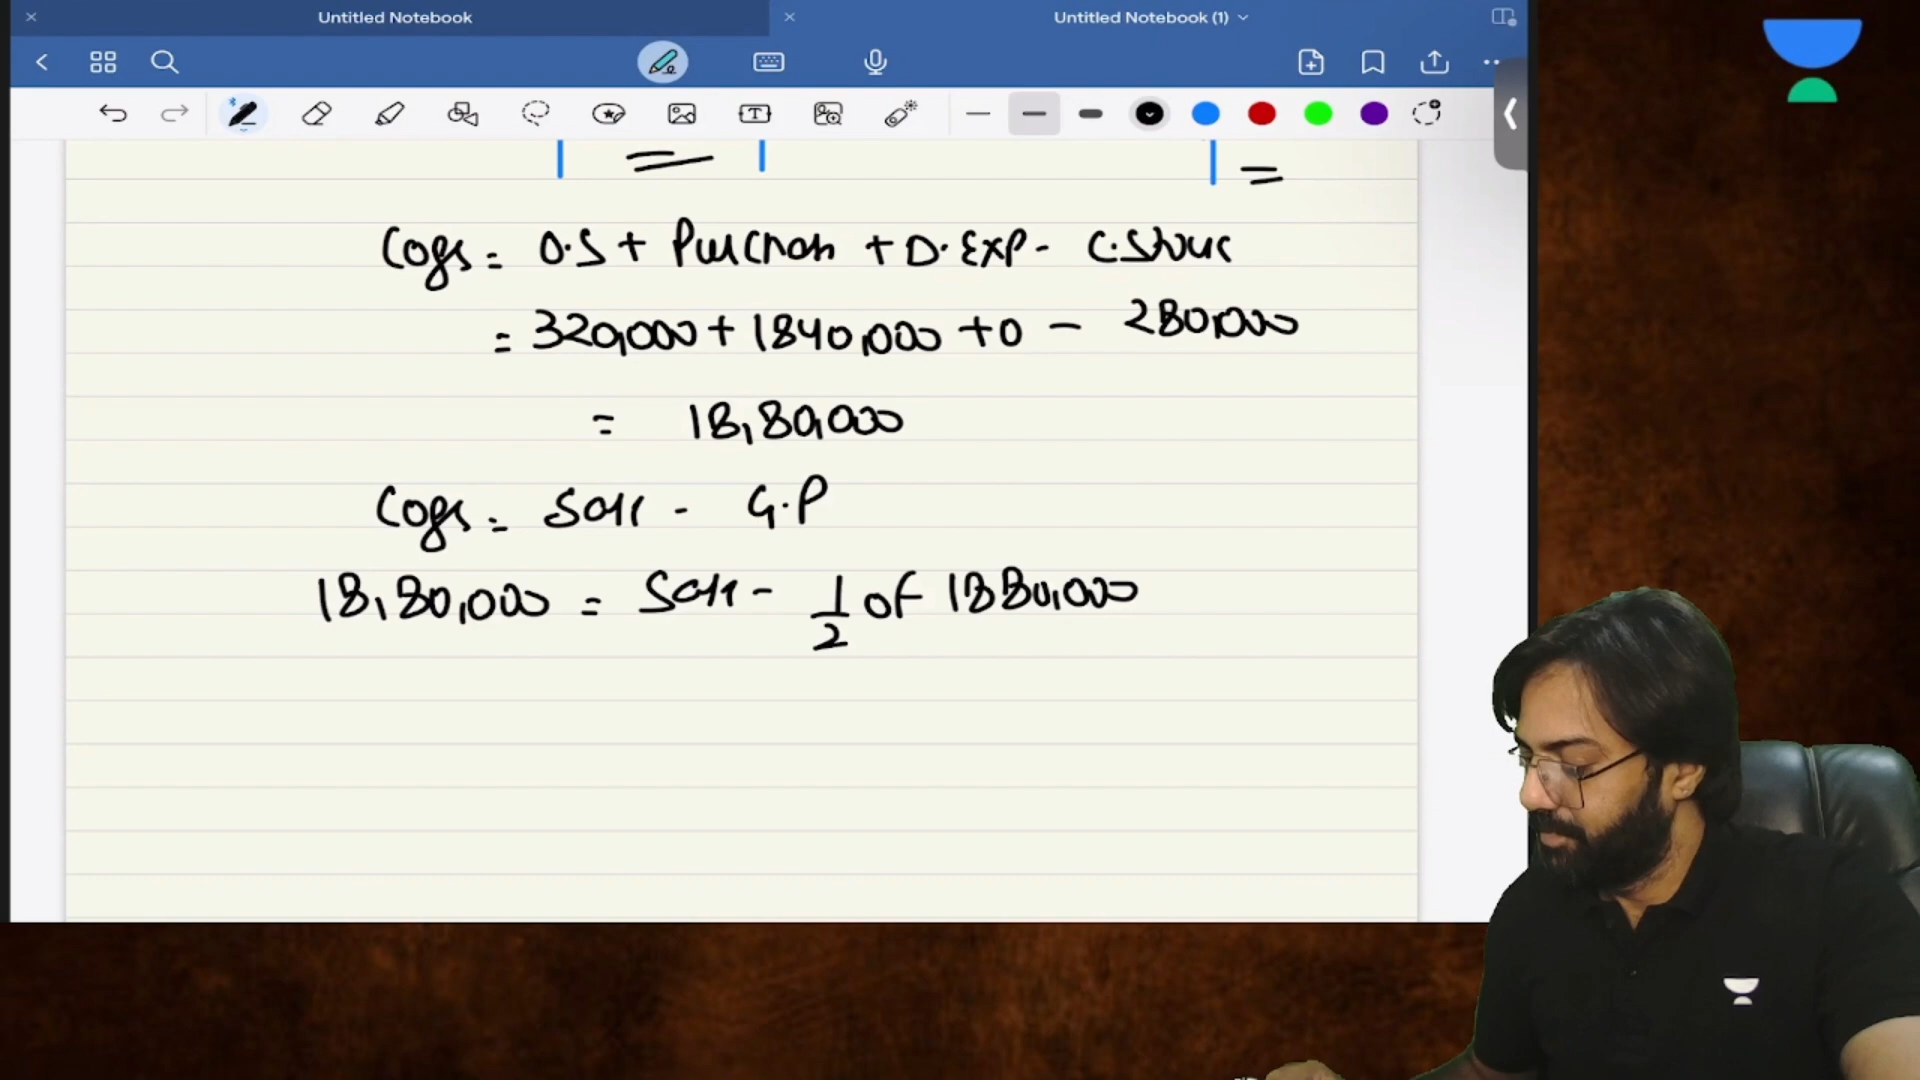 Untitled Notebook
Untitled Notebook (1)
Cogs = O.S + Purchase + D.Exp - C.Stock
= 320,000 + 1840,000 + 0 - 280,000
= 18,80,000
Cogs = Sale - G.P
18,80,000 = Sale - 1/2 of 1880,000